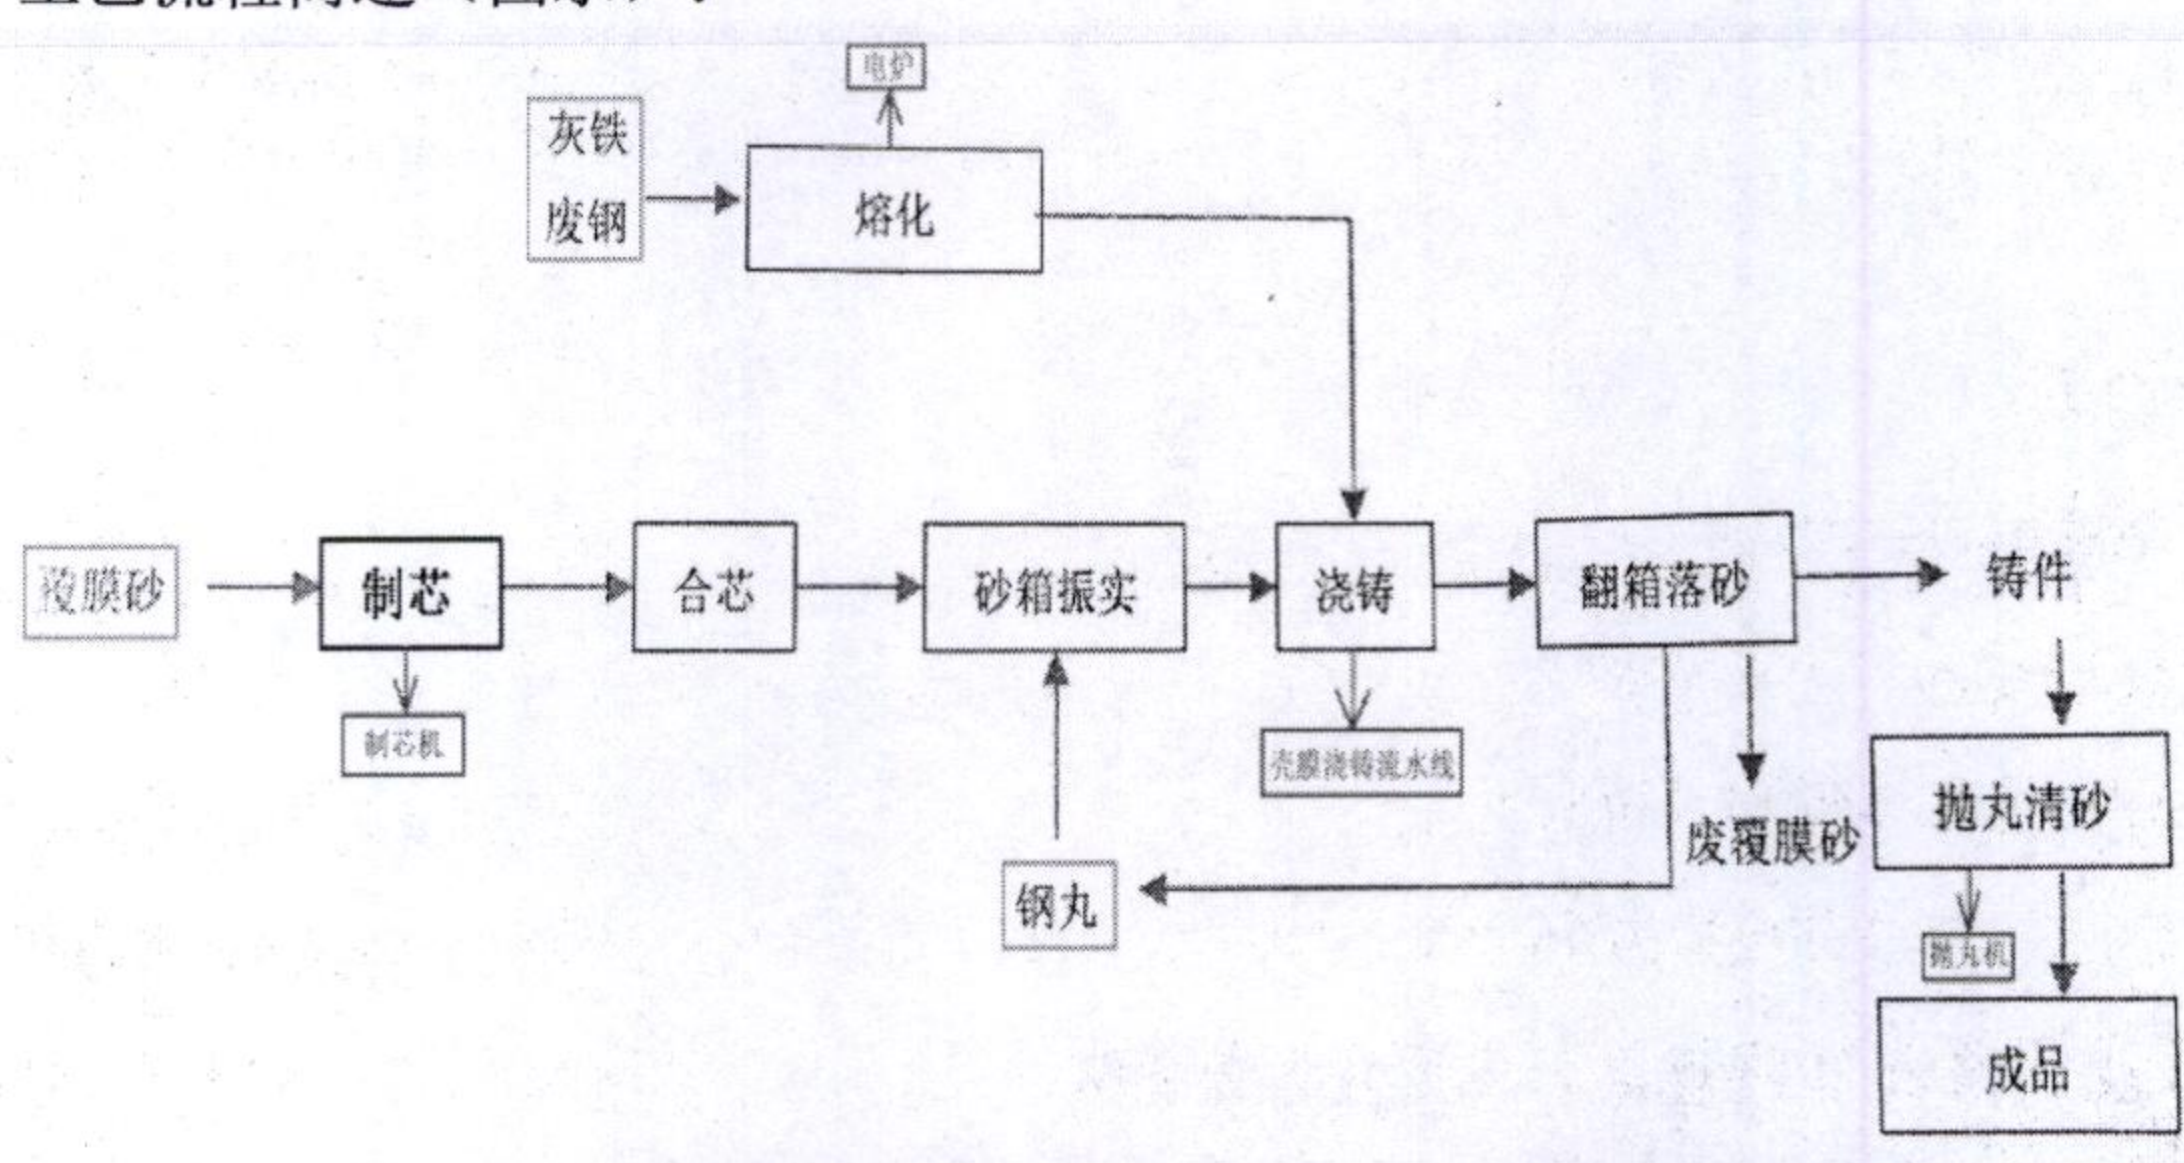 电炉
灰铁
废钢
熔化
覆膜砂
制芯
合芯
砂箱振实
浇铸
翻箱落砂
铸件
制芯机
壳膜浇铸流水线
钢丸
废覆膜砂
抛丸清砂
抛丸机
成品